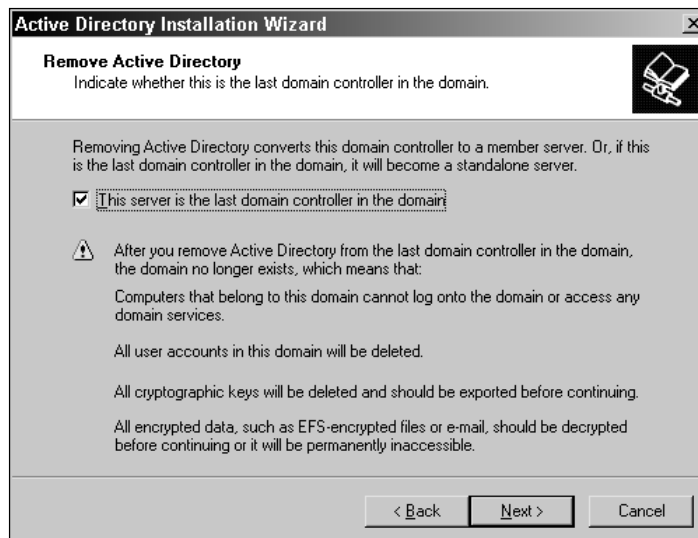 Active Directory Installation Wizard
Remove Active Directory
Indicate whether this is the last domain controller in the domain.
Removing Active Directory converts this domain controller to a member server. Or, if this
is the last domain controller in the domain, it will become a standalone server.
This server is the last domain controller in the domain
After you remove Active Directory from the last domain controller in the domain,
the domain no longer exists, which means that:
Computers that belong to this domain cannot log onto the domain or access any
domain services.
All user accounts in this domain will be deleted.
All cryptographic keys will be deleted and should be exported before continuing.
All encrypted data, such as EFS-encrypted files or e-mail, should be decrypted
before continuing or it will be permanently inaccessible.
< Back
Next >
Cancel